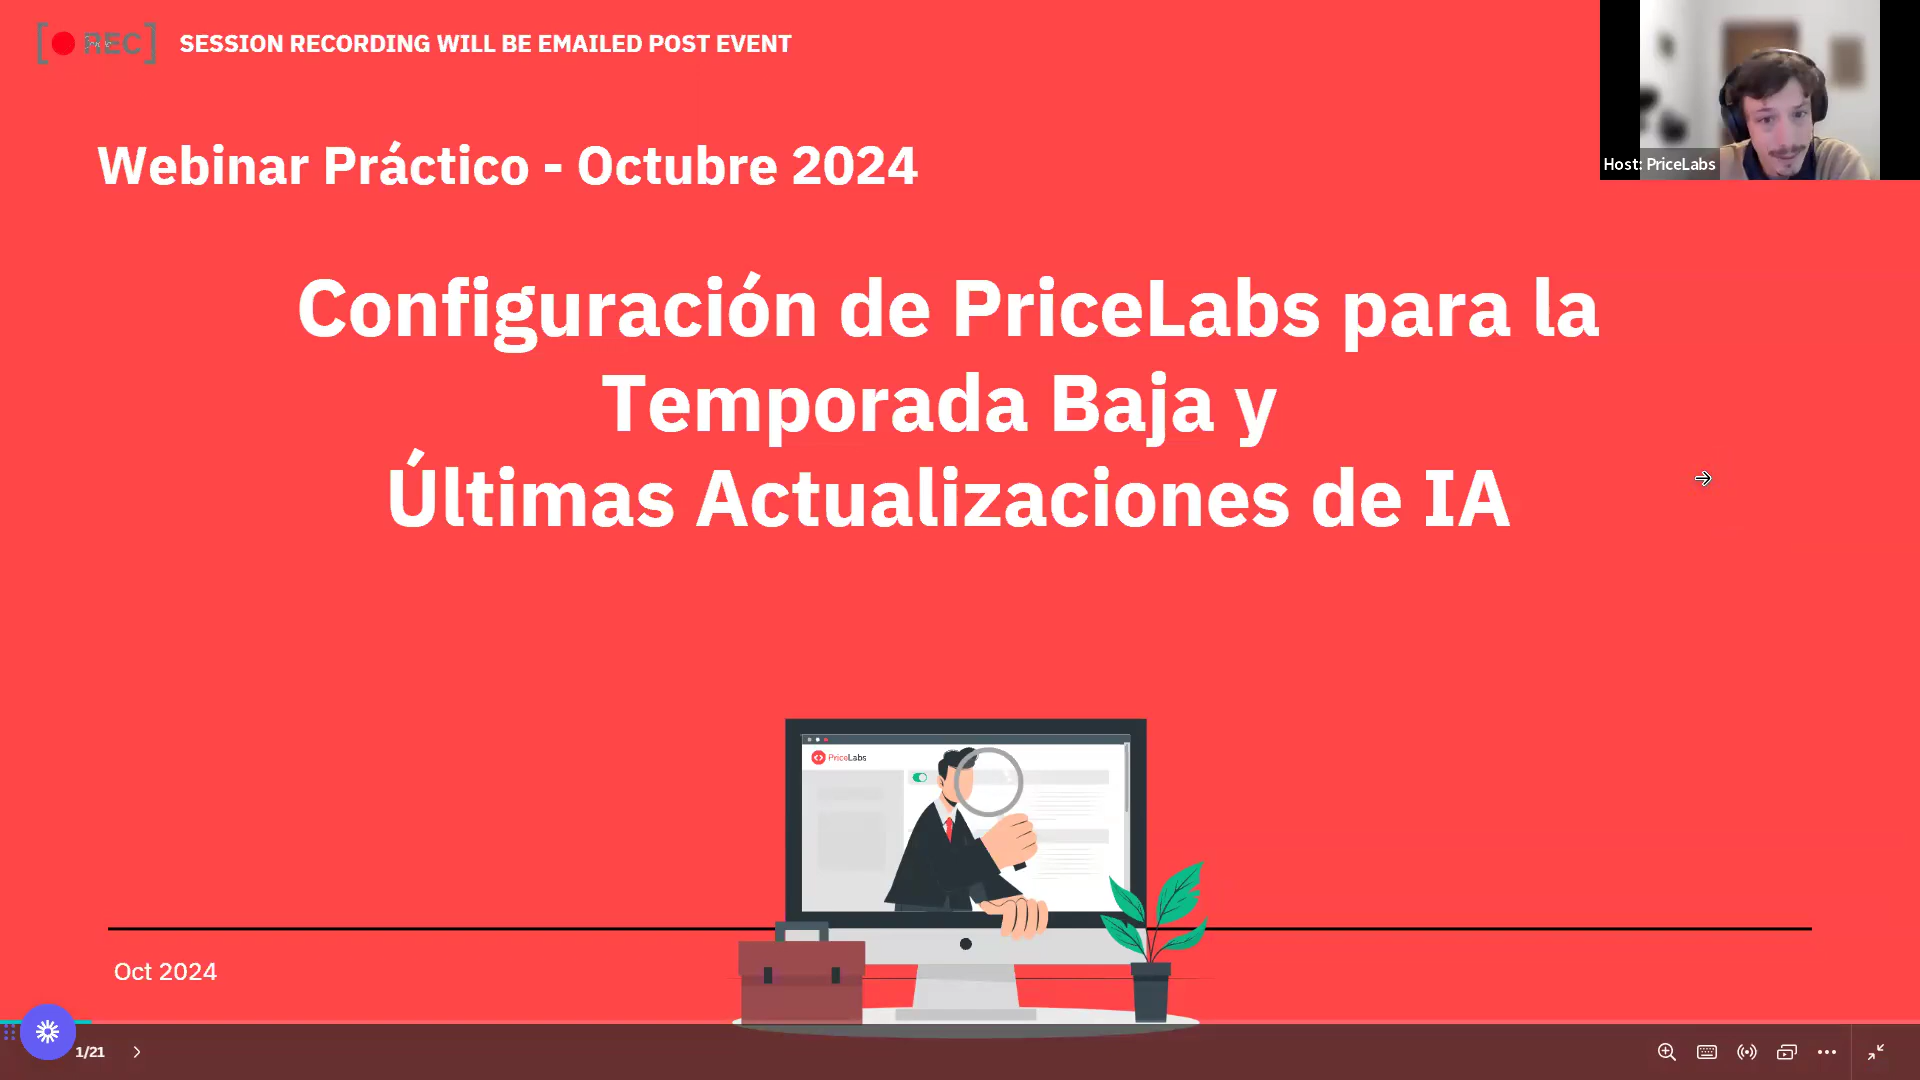 REC
SESSION RECORDING WILL BE EMAILED POST EVENT
Host: PriceLabs
Webinar Práctico - Octubre 2024
Configuración de PriceLabs para la
Temporada Baja y
Últimas Actualizaciones de IA
PriceLabs
Oct 2024
1/21